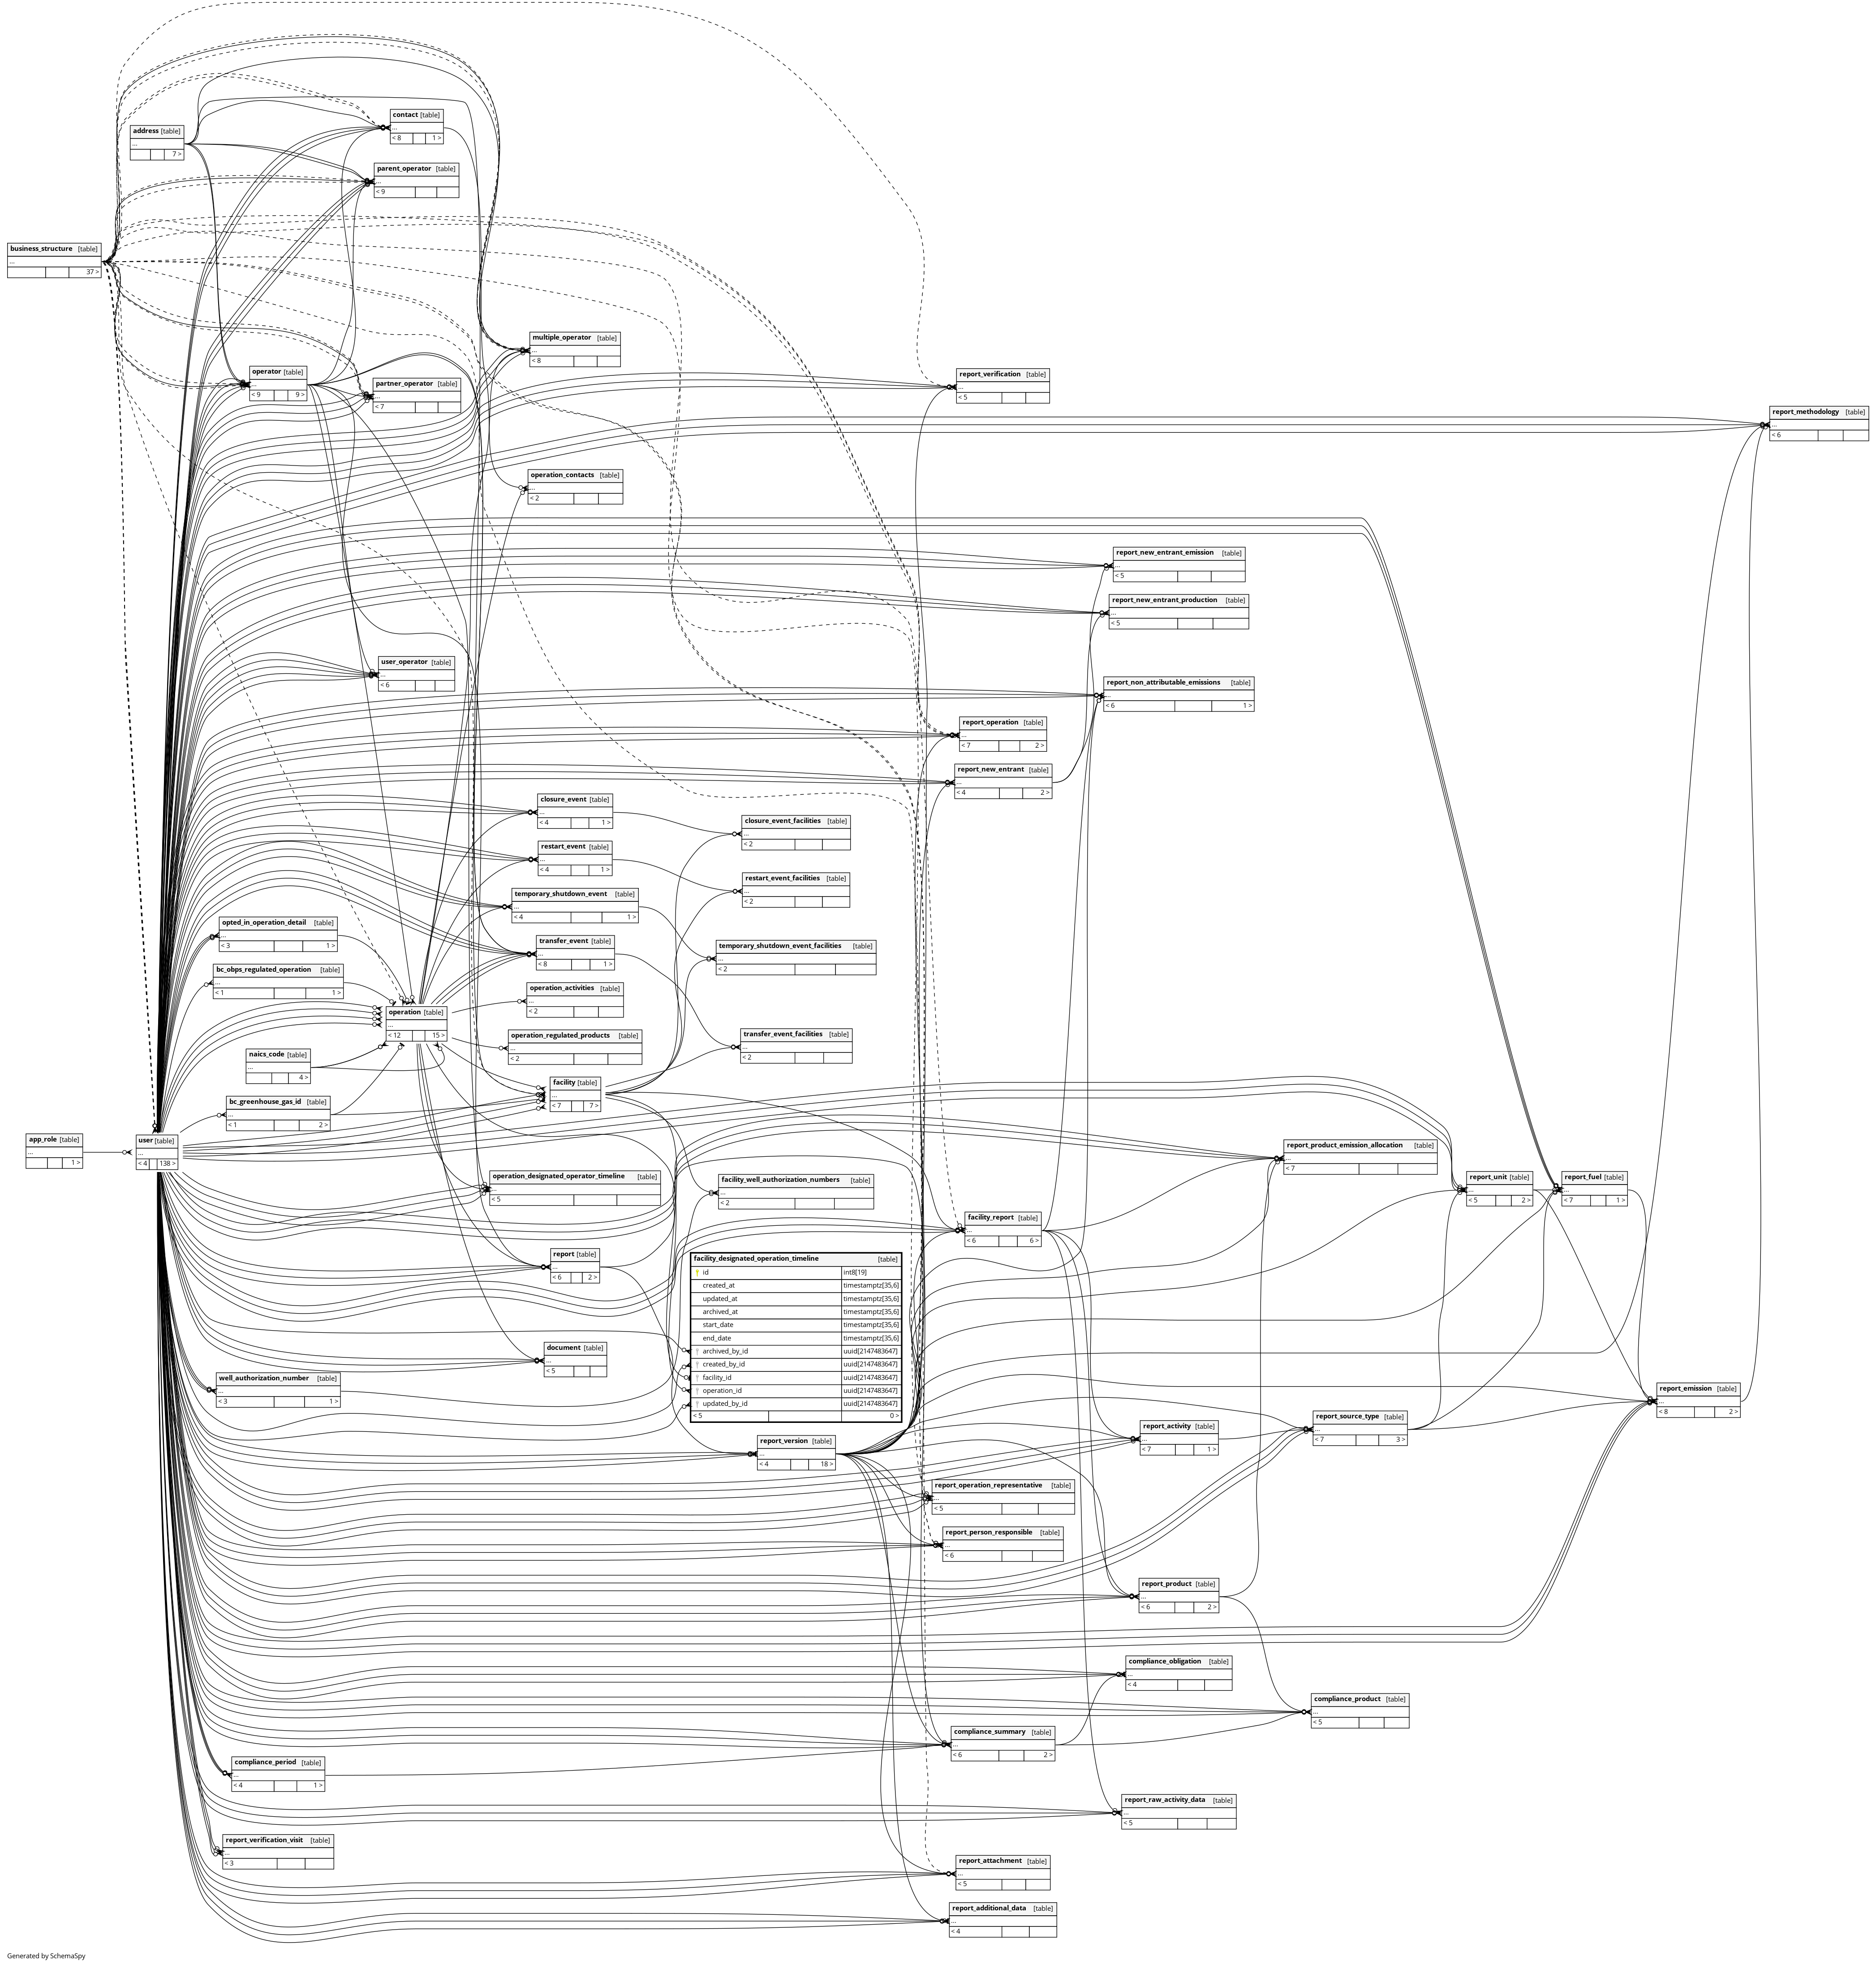 contact [table]
...
< 8 1 >
address [table]
...
7 >
parent_operator [table]
...
< 9
business_structure [table]
...
37 >
multiple_operator [table]
...
< 8
operator [table]
...
< 9 9 >
partner_operator [table]
...
< 7
report_verification [table]
...
< 5
report_methodology [table]
...
< 6
operation_contacts [table]
...
< 2
report_new_entrant_emission [table]
...
< 5
report_new_entrant_production [table]
...
< 5
user_operator [table]
...
< 6
report_non_attributable_emissions [table]
...
< 6 1 >
report_operation [table]
...
< 7 2 >
report_new_entrant [table]
...
< 4 2 >
closure_event [table]
...
< 4 1 >
closure_event_facilities [table]
...
< 2
restart_event [table]
...
< 4 1 >
restart_event_facilities [table]
...
< 2
temporary_shutdown_event [table]
...
< 4 1 >
opted_in_operation_detail [table]
...
< 3 1 >
transfer_event [table]
...
< 8 1 >
temporary_shutdown_event_facilities [table]
...
< 2
bc_obps_regulated_operation [table]
...
< 1 1 >
operation_activities [table]
...
< 2
operation [table]
...
< 12 15 >
operation_regulated_products [table]
...
< 2
transfer_event_facilities [table]
...
< 2
naics_code [table]
...
4 >
facility [table]
...
< 7 7 >
bc_greenhouse_gas_id [table]
...
< 1 2 >
app_role [table]
...
1 >
user [table]
...
< 4 138 >
report_product_emission_allocation [table]
...
< 7
operation_designated_operator_timeline [table]
...
< 5
facility_well_authorization_numbers [table]
...
< 2
report_unit [table]
...
< 5 2 >
report_fuel [table]
...
< 7 1 >
facility_report [table]
...
< 6 6 >
report [table]
...
< 6 2 >
facility_designated_operation_timeline [table]
id int8[19]
created_at timestamptz[35,6]
updated_at timestamptz[35,6]
archived_at timestamptz[35,6]
start_date timestamptz[35,6]
end_date timestamptz[35,6]
archived_by_id uuid[2147483647]
created_by_id uuid[2147483647]
facility_id uuid[2147483647]
operation_id uuid[2147483647]
updated_by_id uuid[2147483647]
< 5 0 >
document [table]
...
< 5
well_authorization_number [table]
...
< 3 1 >
report_emission [table]
...
< 8 2 >
report_version [table]
...
< 4 18 >
report_activity [table]
...
< 7 1 >
report_source_type [table]
...
< 7 3 >
report_operation_representative [table]
...
< 5
report_person_responsible [table]
...
< 6
report_product [table]
...
< 6 2 >
compliance_obligation [table]
...
< 4
compliance_product [table]
...
< 5
compliance_summary [table]
...
< 6 2 >
compliance_period [table]
...
< 4 1 >
report_raw_activity_data [table]
...
< 5
report_verification_visit [table]
...
< 3
report_attachment [table]
...
< 5
report_additional_data [table]
...
< 4
Generated by SchemaSpy